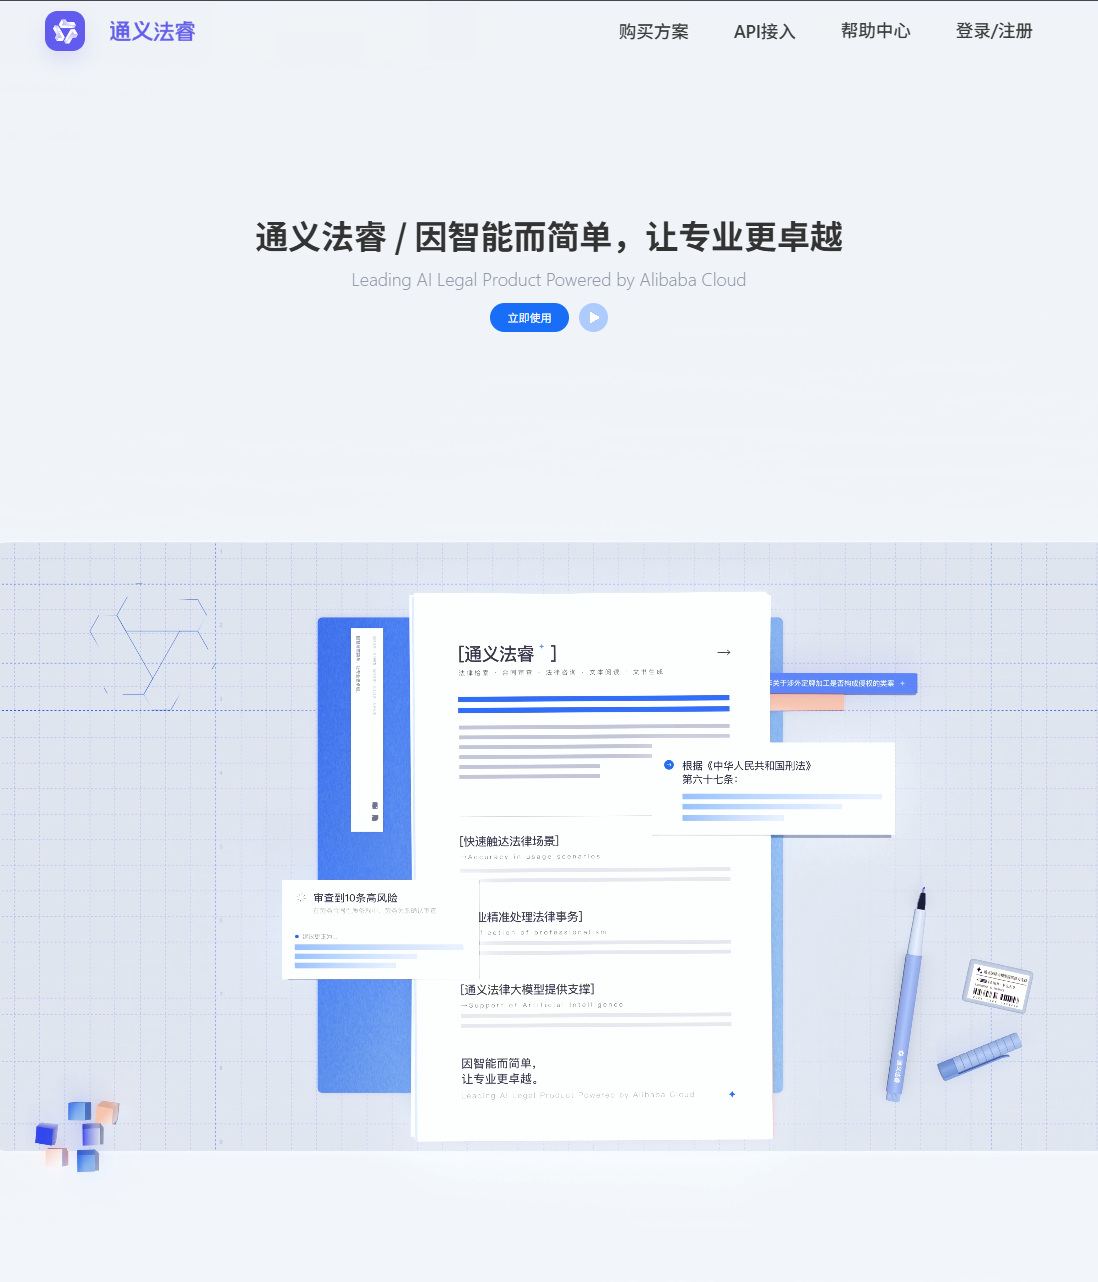 通义法睿
购买方案
API接入
帮助中心
登录/注册
通义法睿 / 因智能而简单，让专业更卓越
Leading AI Legal Product Powered by Alibaba Cloud
立即使用
[通义法睿+]
→
法律检索 · 合同审查 · 法律咨询 · 文本阅读 文书生成
关于涉外定牌加工是否构成侵权的类案 +
根据《中华人民共和国刑法》
第六十七条：
[快速触达法律场景]
→Accuracy in usage scenarios
审查到10条高风险
业精准处理法律事务]
flection of professionalism
[通义法律大模型提供支撑]
→Support of Artificial Intelligence
因智能而简单，
让专业更卓越。
Leading AI Legal Product Powered by Alibaba Cloud
通义法睿